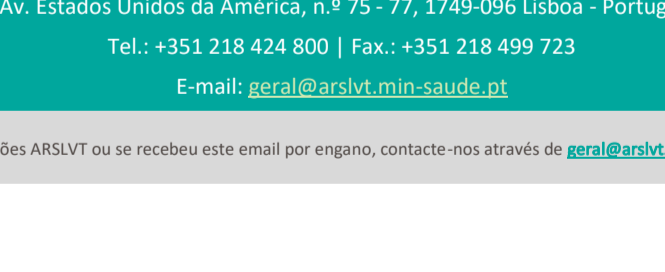 Av. Estados Unidos da América, n.º 75 - 77, 1749-096 Lisboa - Portug
Tel.: +351 218 424 800 | Fax.: +351 218 499 723
E-mail: geral@arslvt.min-saude.pt
ões ARSLVT ou se recebeu este email por engano, contacte-nos através de geral@arslvt.